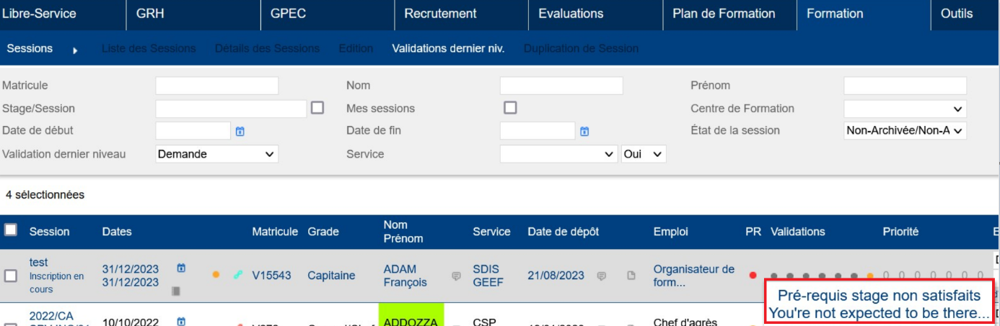 Libre-Service GRH GPEC Recrutement Evaluations Plan de Formation Formation Outils
Sessions Liste des Sessions Détails des Sessions Edition Validations dernier niv. Duplication de Session
Matricule Nom Prénom
Stage/Session Mes sessions Centre de Formation
Date de début Date de fin État de la session Non-Archivée/Non-A
Validation dernier niveau Demande Service Oui
4 sélectionnées
Session Dates Matricule Grade Nom Prénom Service Date de dépôt Emploi PR Validations Priorité
test
Inscription en
cours
31/12/2023
31/12/2023
V15543 Capitaine
ADAM
François
SDIS
GEEF
21/08/2023
Organisateur de
form...
0 0 0 0 0 0 0
Pré-requis stage non satisfaits
You're not expected to be there...
2022/CA
10/10/2022
ADDOZZA
CSP
Chef d'agrès